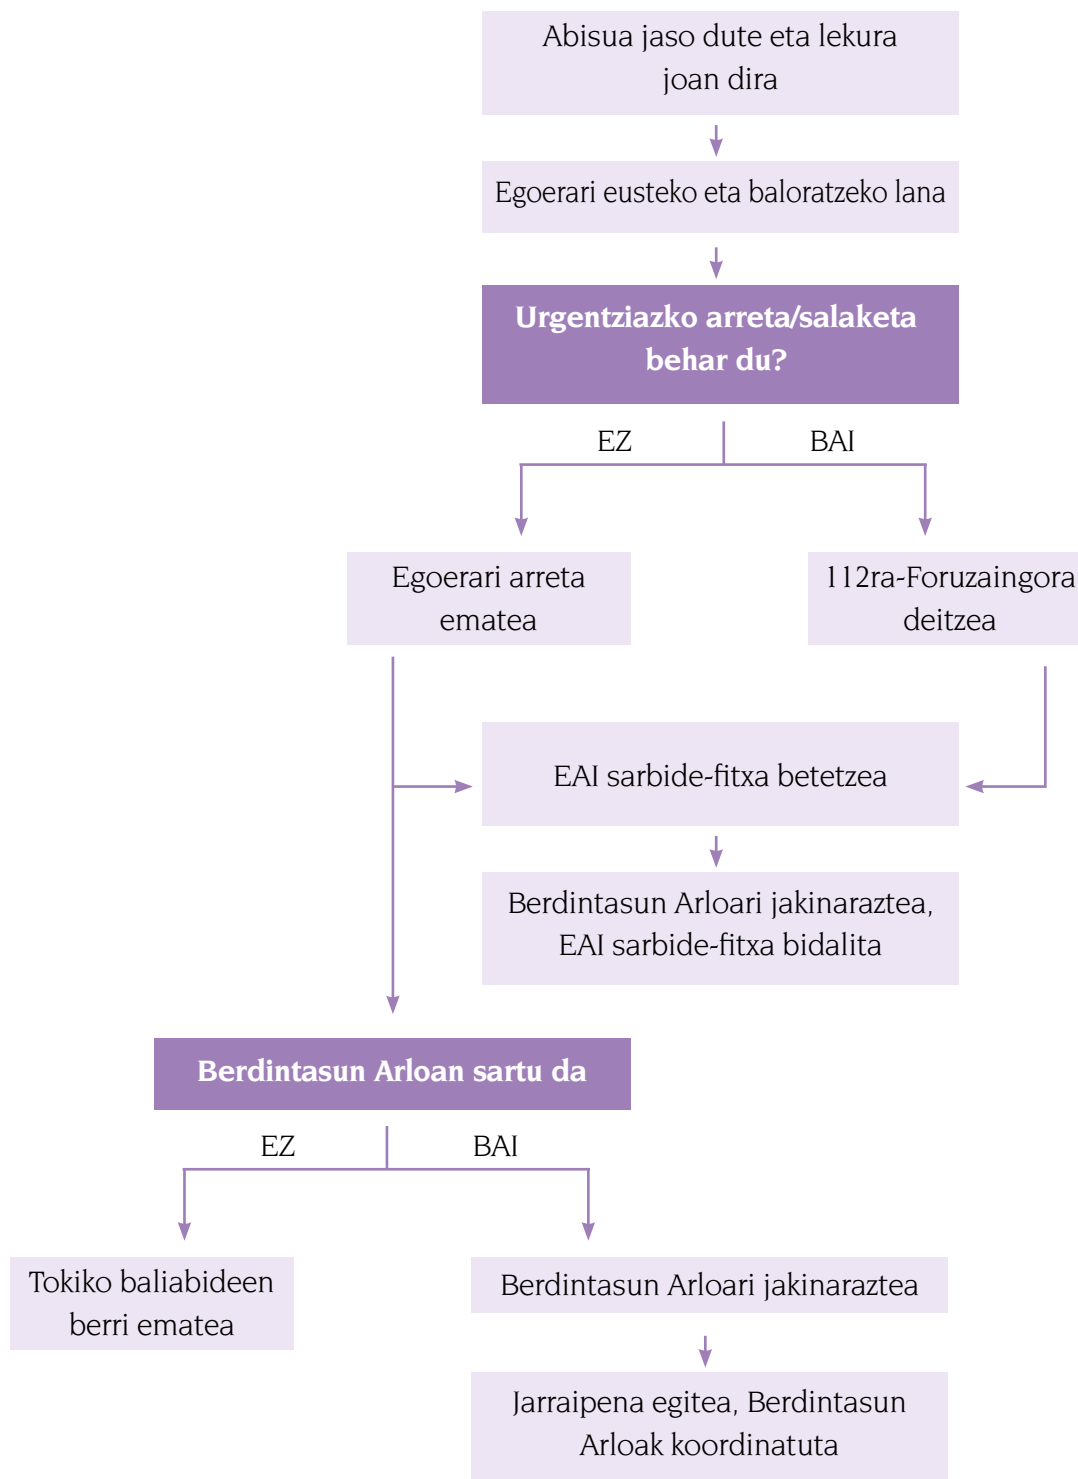 Abisua jaso dute eta lekura
joan dira
Egoerari eusteko eta baloratzeko lana
Urgentziazko arreta/salaketa
behar du?
EZ
BAI
Egoerari arreta
ematea
112ra-Foruzaingora
deitzea
EAI sarbide-fitxa betetzea
Berdintasun Arloari jakinaraztea,
EAI sarbide-fitxa bidalita
Berdintasun Arloan sartu da
EZ
BAI
Tokiko baliabideen
berri ematea
Berdintasun Arloari jakinaraztea
Jarraipena egitea, Berdintasun
Arloak koordinatuta